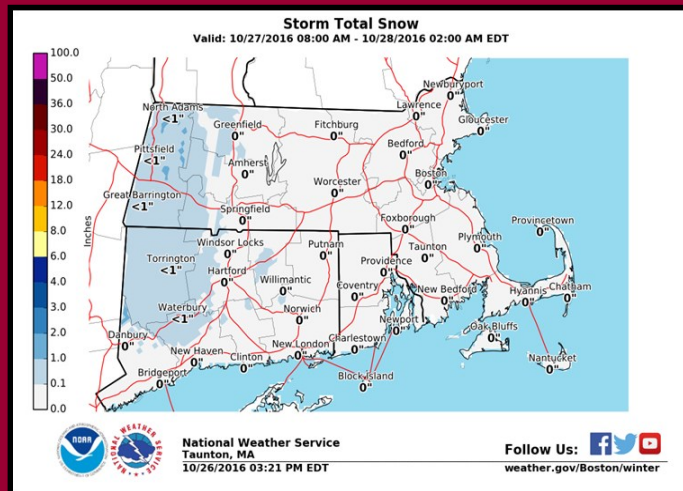 Storm Total Snow
Valid: 10/27/2016 08:00 AM - 10/28/2016 02:00 AM EDT
100.0
50.0
36.0
30.0
24.0
18.0
12.0
8.0
6.0
4.0
3.0
2.0
1.0
0.1
0.0
Inches
Newburyport
0"
North Adams
<1"
Lawrence
0"
Greenfield
0"
Fitchburg
0"
Gloucester
0"
Pittsfield
<1"
Bedford
0"
Amherst
0"
Boston
0"
Worcester
0"
Great Barrington
<1"
Springfield
0"
Foxborough
0"
Provincetown
0"
Windsor Locks
0"
Putnam
0"
Taunton
0"
Plymouth
0"
Torrington
<1"
Hartford
0"
Providence
0"
Willimantic
0"
Coventry
0"
New Bedford
0"
Hyannis
0"
Chatham
0"
Waterbury
<1"
Norwich
0"
Newport
0"
Danbury
0"
Oak Bluffs
0"
New Haven
0"
Clinton
0"
New London
0"
Charlestown
0"
Nantucket
0"
Bridgeport
0"
Block Island
0"
NOAA
NATIONAL WEATHER SERVICE
National Weather Service
Taunton, MA
10/26/2016 03:21 PM EDT
Follow Us:
weather.gov/Boston/winter